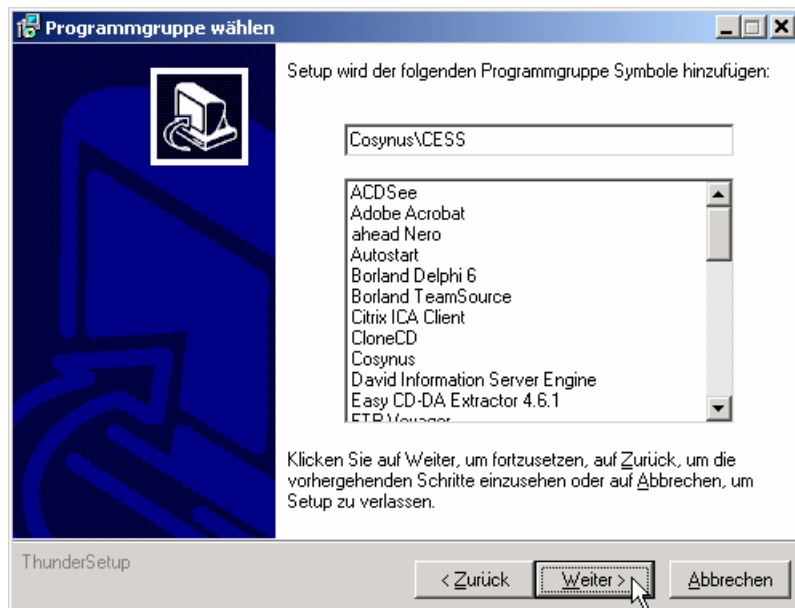 Programmgruppe wählen
Setup wird der folgenden Programmgruppe Symbole hinzufügen:
Cosynus\CESS
ACDSee
Adobe Acrobat
ahead Nero
Autostart
Borland Delphi 6
Borland TeamSource
Citrix ICA Client
CloneCD
Cosynus
David Information Server Engine
Easy CD-DA Extractor 4.6.1
FTP Voyager
Klicken Sie auf Weiter, um fortzusetzen, auf Zurück, um die
vorhergehenden Schritte einzusehen oder auf Abbrechen, um
Setup zu verlassen.
ThunderSetup
< Zurück
Weiter >
Abbrechen